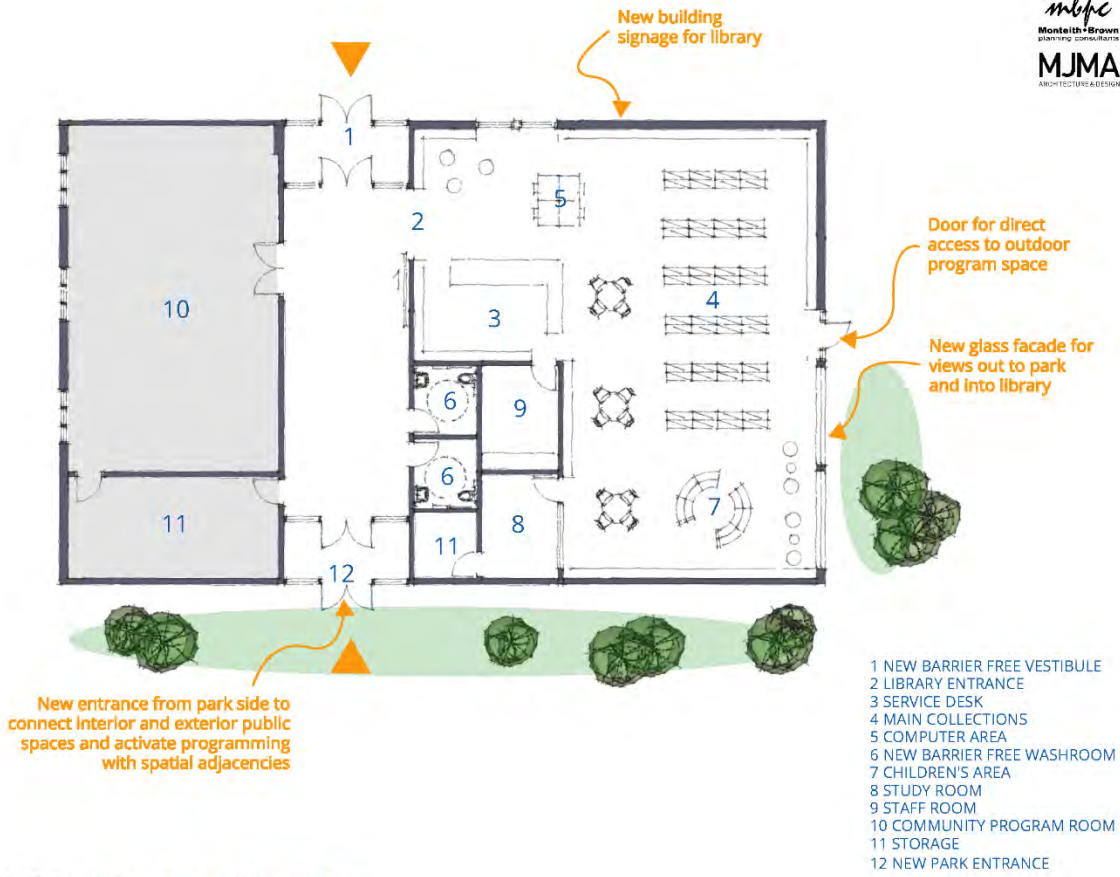 mbpc
Monteith•Brown
planning consultants
MJMA
ARCHITECTURE & DESIGN
New building
signage for library
1
2
5
Door for direct
access to outdoor
program space
10
3
4
New glass facade for
views out to park
and into library
6
9
6
7
11
11
8
12
New entrance from park side to
connect interior and exterior public
spaces and activate programming
with spatial adjacencies
1 NEW BARRIER FREE VESTIBULE
2 LIBRARY ENTRANCE
3 SERVICE DESK
4 MAIN COLLECTIONS
5 COMPUTER AREA
6 NEW BARRIER FREE WASHROOM
7 CHILDREN'S AREA
8 STUDY ROOM
9 STAFF ROOM
10 COMMUNITY PROGRAM ROOM
11 STORAGE
12 NEW PARK ENTRANCE